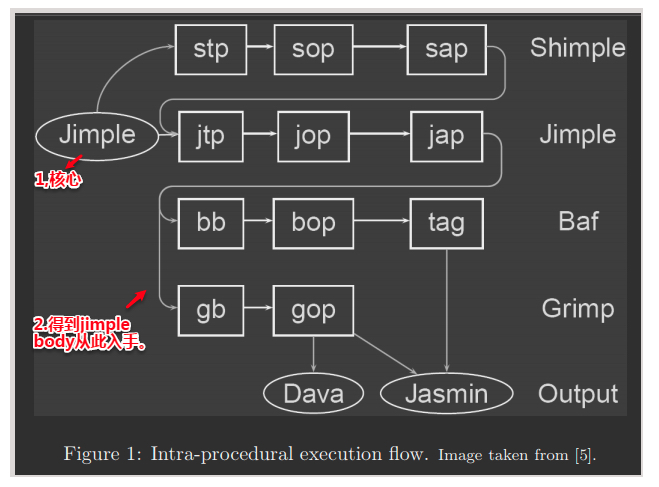 stp sop sap Shimple
Jimple jtp jop jap Jimple
1,核心
bb bop tag Baf
2.得到jimple
body从此入手。
gb gop Grimp
Dava Jasmin Output
Figure 1: Intra-procedural execution flow. Image taken from [5].